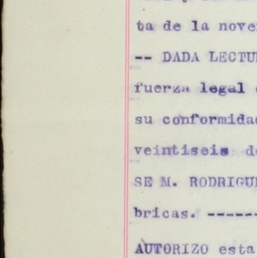 ta de la nove
-- DADA LECTU
fuerza legal
su conformida
veintiseis d
SE M. RODRIGU
bricas. ------
AUTORIZO esta